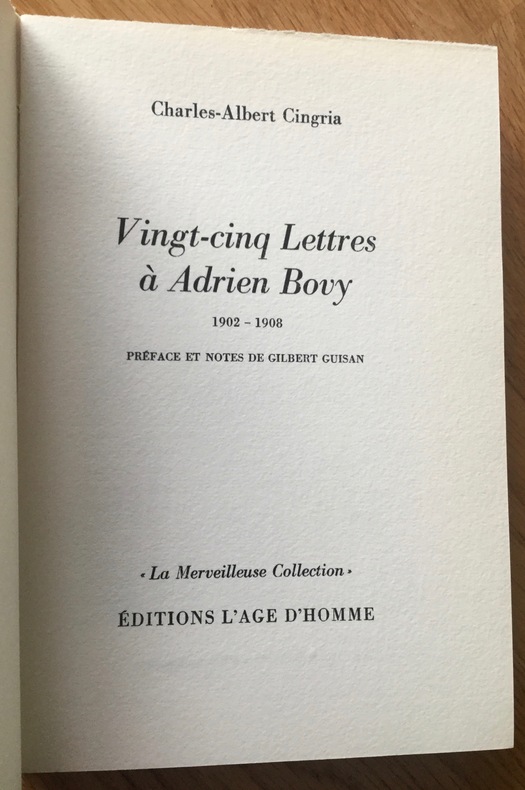 Charles-Albert Cingria
Vingt-cinq Lettres
à Adrien Bovy
1902 – 1908
PRÉFACE ET NOTES DE GILBERT GUISAN
« La Merveilleuse Collection »
ÉDITIONS L'AGE D'HOMME